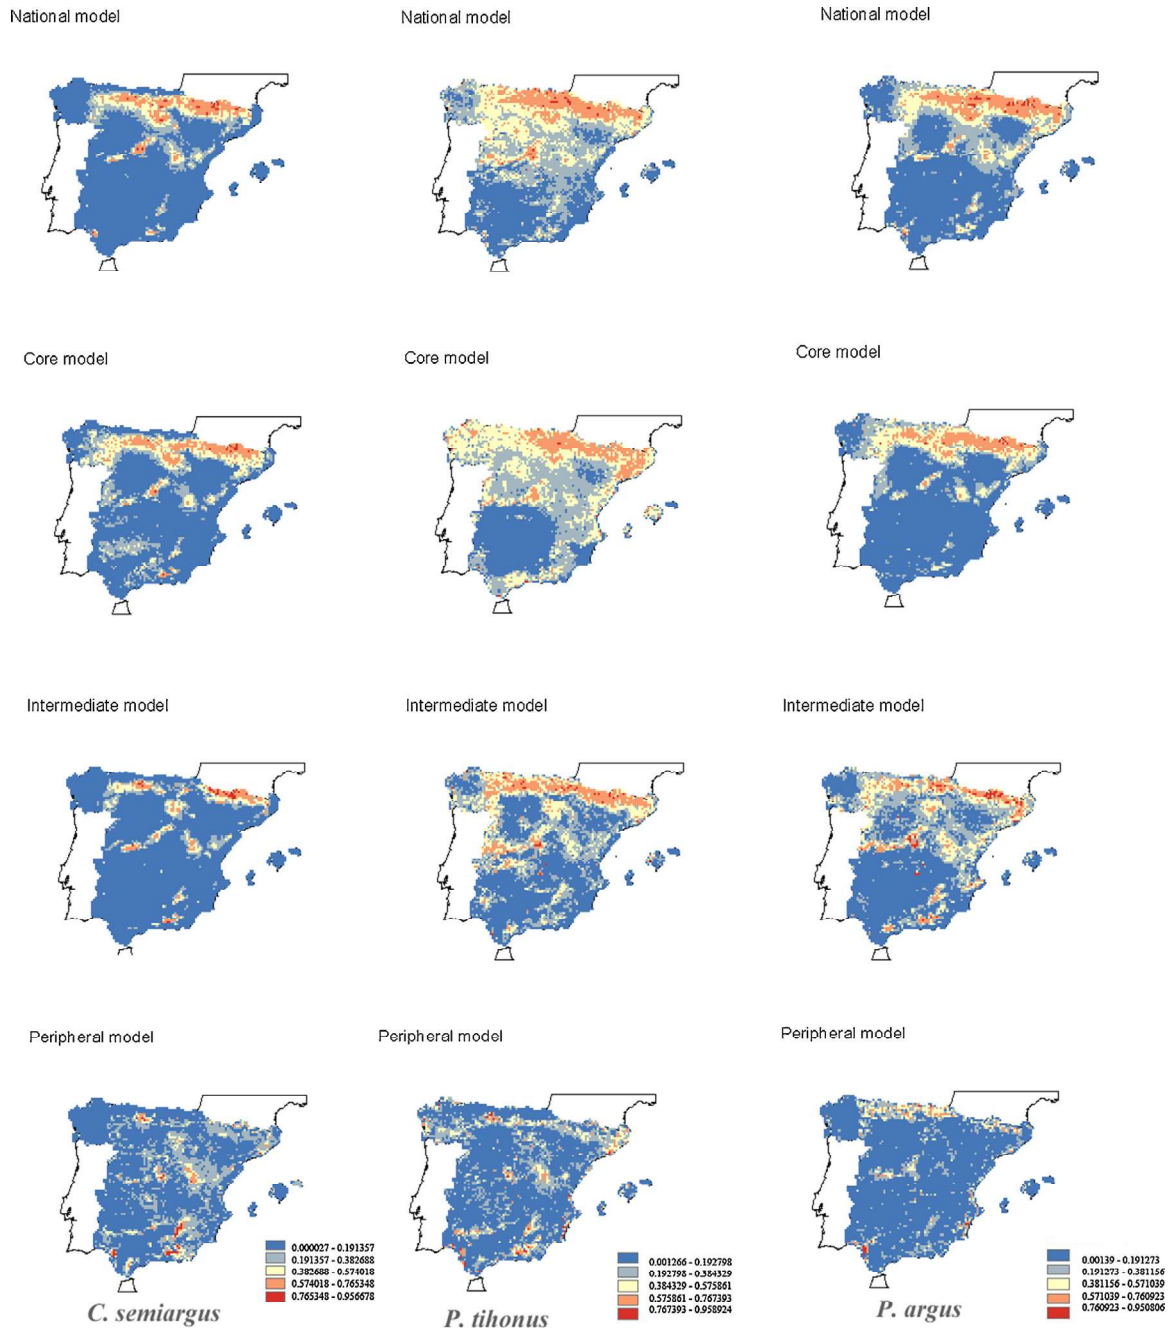 National model
National model
National model
Core model
Core model
Core model
Intermediate model
Intermediate model
Intermediate model
Peripheral model
Peripheral model
Peripheral model
0.000027 - 0.191357
0.191357 - 0.382688
0.382688 - 0.574018
0.574018 - 0.765348
0.765348 - 0.956678
C. semiargus
0.001266 - 0.192798
0.192798 - 0.384329
0.384329 - 0.575861
0.575861 - 0.767393
0.767393 - 0.958924
P. tihonus
0.00139 - 0.191273
0.191273 - 0.381156
0.381156 - 0.571039
0.571039 - 0.760923
0.760923 - 0.950806
P. argus